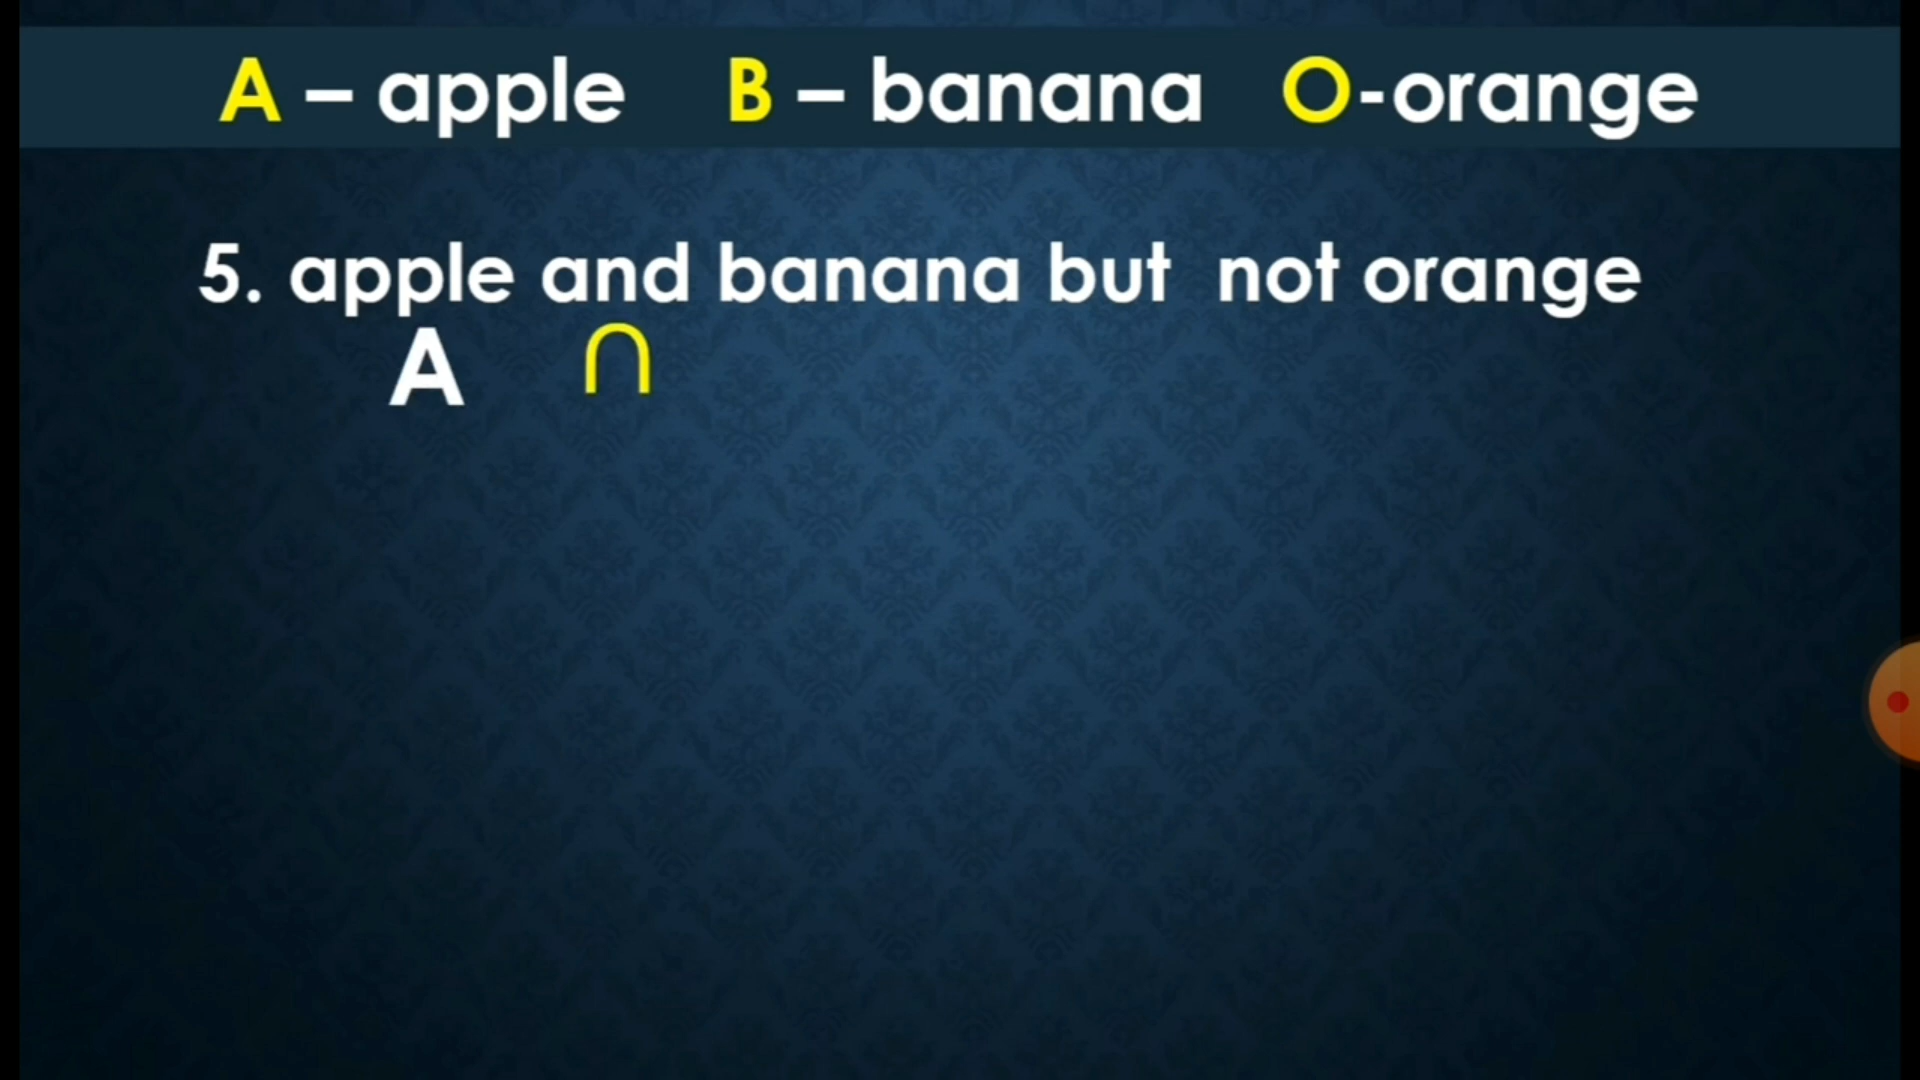 A – apple B – banana O-orange
5. apple and banana but not orange
A ∩